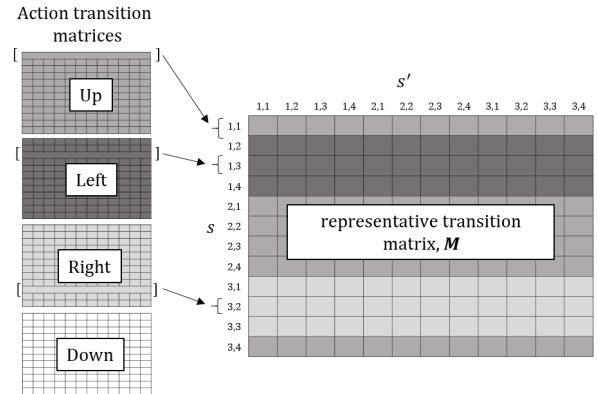 Action transition
matrices
[ ]
Up
[ ]
Left
Right
[ ]
Down
s′
1,1 1,2 1,3 1,4 2,1 2,2 2,3 2,4 3,1 3,2 3,3 3,4
s
1,1
1,2
1,3
1,4
2,1
2,2
2,3
2,4
3,1
3,2
3,3
3,4
representative transition
matrix, M